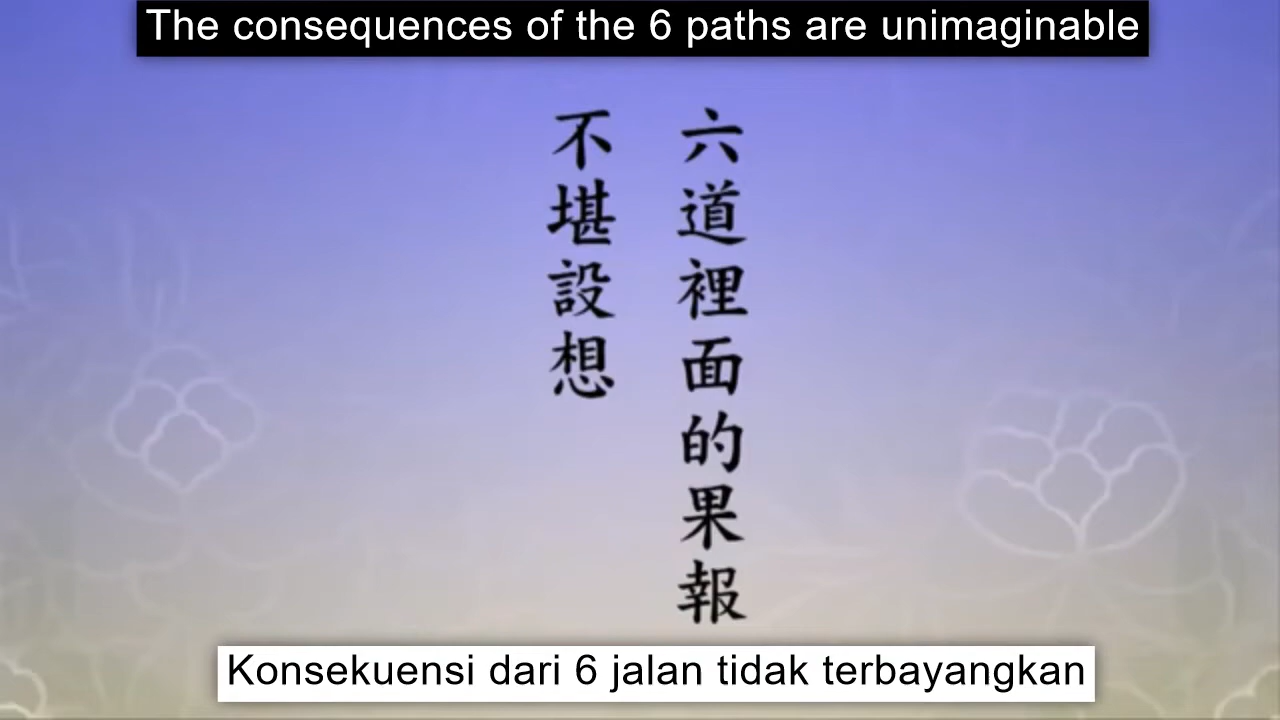 The consequences of the 6 paths are unimaginable
六道裡面的果報
不堪設想
Konsekuensi dari 6 jalan tidak terbayangkan